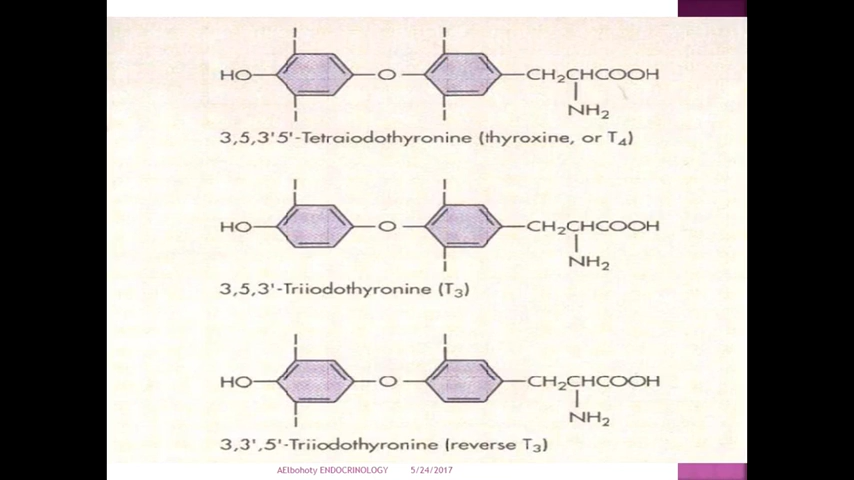 I I
HO O CH₂CHCOOH
I I NH₂
3,5,3'5'-Tetraiodothyronine (thyroxine, or T₄)
I I
HO O CH₂CHCOOH
I NH₂
3,5,3'-Triiodothyronine (T₃)
I I
HO O CH₂CHCOOH
I NH₂
3,3',5'-Triiodothyronine (reverse T₃)
AElbohoty ENDOCRINOLOGY 5/24/2017